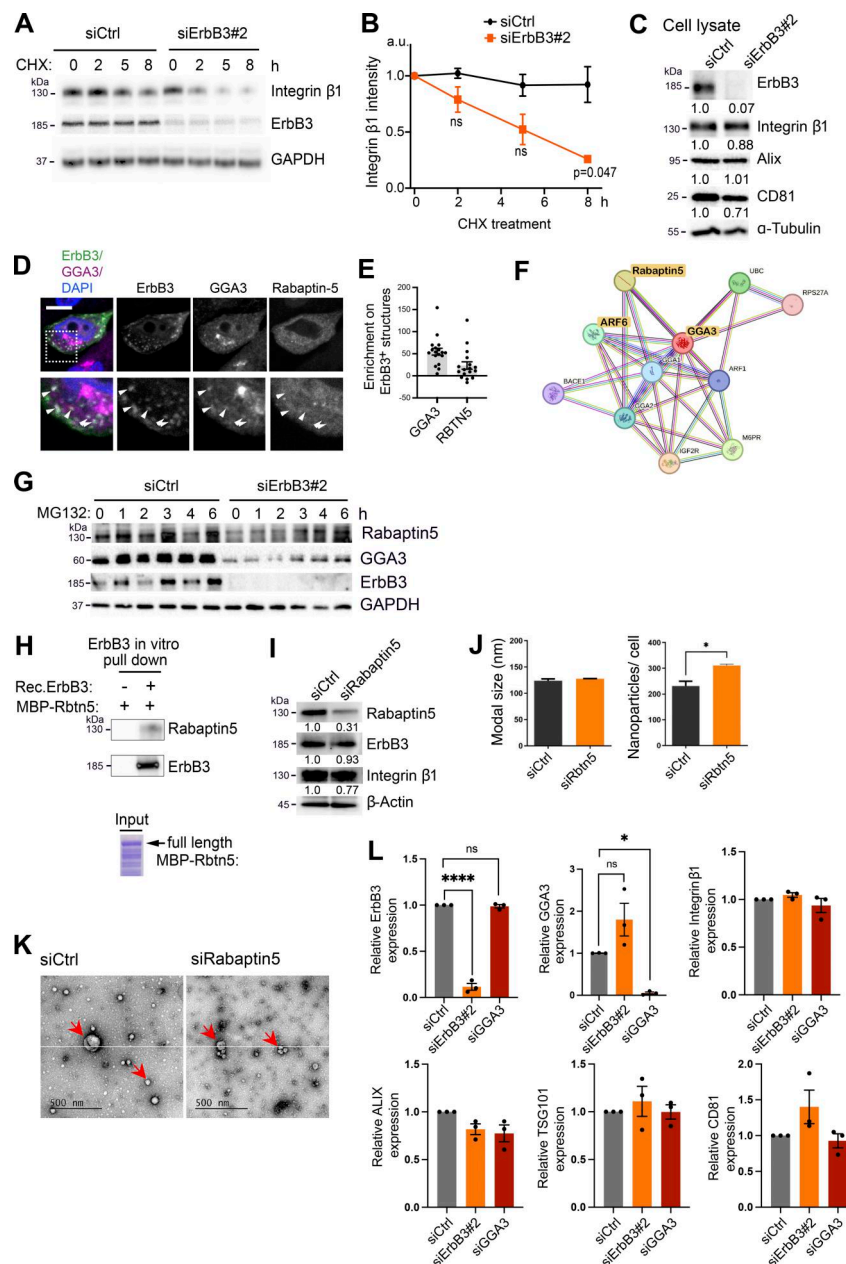 A
siCtrl siErbB3#2
CHX: 0 2 5 8 0 2 5 8 h
kDa
130 Integrin β1
185 ErbB3
37 GAPDH
B
a.u.
siCtrl
siErbB3#2
Integrin β1 intensity
1.0
0.5
0.0
ns
ns
p=0.047
0 2 4 6 8 h
CHX treatment
C
Cell lysate
siCtrl
siErbB3#2
kDa
185 ErbB3
1.0 0.07
130 Integrin β1
1.0 0.88
95 Alix
1.0 1.01
25 CD81
1.0 0.71
55 α-Tubulin
D
ErbB3/
GGA3/
DAPI
ErbB3 GGA3 Rabaptin-5
E
Enrichment on
ErbB3+ structures
200
150
100
50
0
-50
GGA3
RBTN5
F
Rabaptin5
UBC
RPS27A
ARF6
GGA3
GGA1
ARF1
BACE1
GGA2
M6PR
IGF2R
G
siCtrl siErbB3#2
MG132: 0 1 2 3 4 6 0 1 2 3 4 6 h
kDa
130 Rabaptin5
60 GGA3
185 ErbB3
37 GAPDH
H
ErbB3 in vitro
pull down
Rec.ErbB3: - +
MBP-Rbtn5: + +
kDa
130 Rabaptin5
185 ErbB3
Input
full length
MBP-Rbtn5:
I
siCtrl
siRabaptin5
kDa
130 Rabaptin5
1.0 0.31
185 ErbB3
1.0 0.93
130 Integrin β1
1.0 0.77
45 β-Actin
J
Modal size (nm)
200
150
100
50
0
siCtrl
siRbtn5
Nanoparticles/ cell
*
400
300
200
100
0
siCtrl
siRbtn5
K
siCtrl siRabaptin5
500 nm
500 nm
L
Relative ErbB3
expression
1.5
1.0
0.5
0.0
ns
****
siCtrl
siErbB3#2
siGGA3
Relative GGA3
expression
3
2
1
0
*
ns
siCtrl
siErbB3#2
siGGA3
Relative Integrin β1
expression
1.5
1.0
0.5
0.0
siCtrl
siErbB3#2
siGGA3
Relative ALIX
expression
1.5
1.0
0.5
0.0
siCtrl
siErbB3#2
siGGA3
Relative TSG101
expression
1.5
1.0
0.5
0.0
siCtrl
siErbB3#2
siGGA3
Relative CD81
expression
2.0
1.5
1.0
0.5
0.0
siCtrl
siErbB3#2
siGGA3